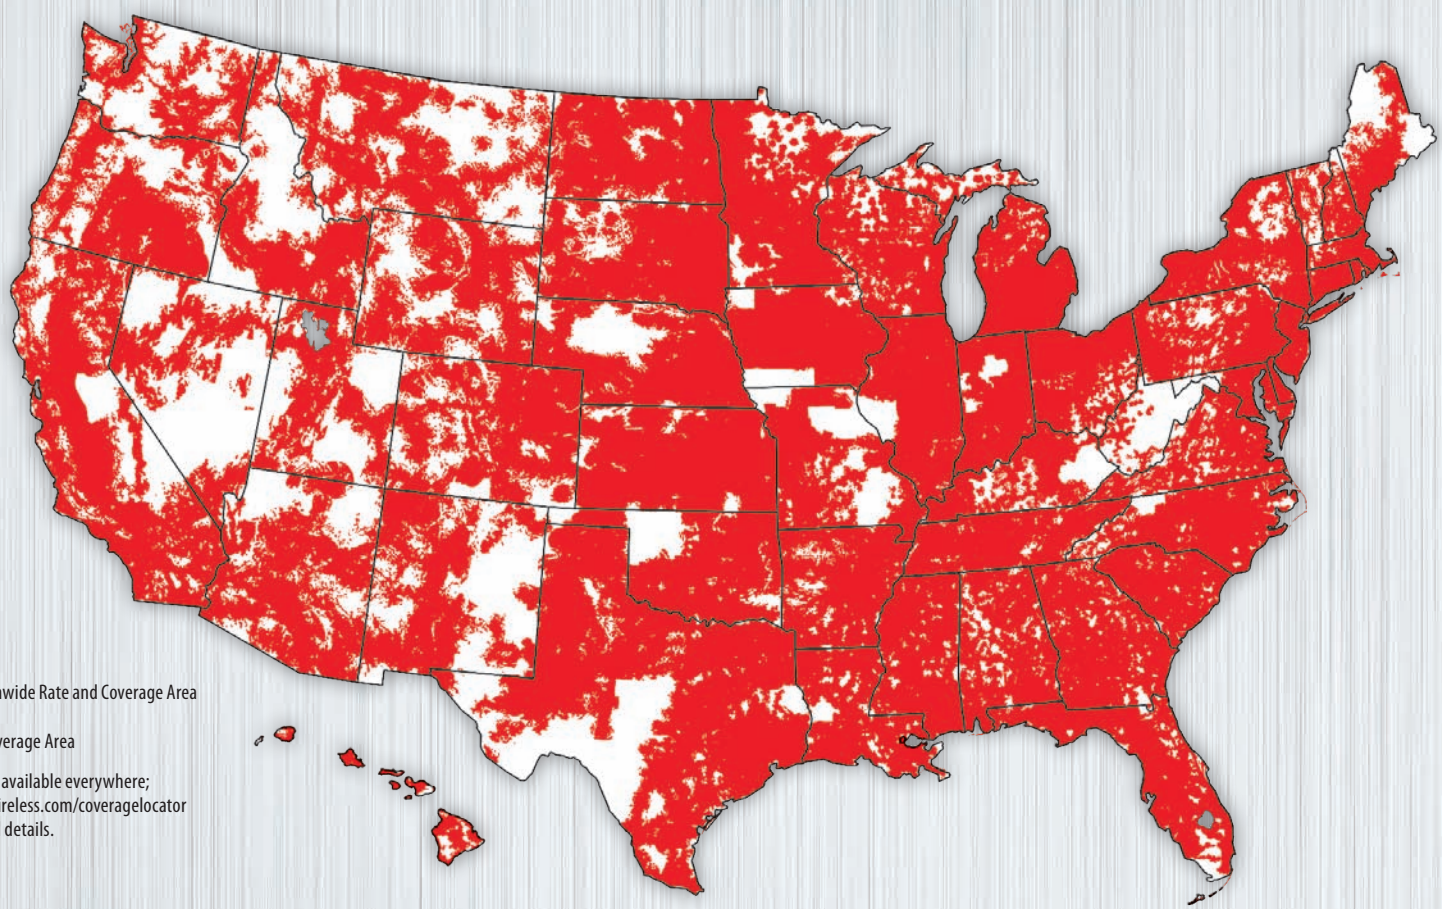 wide Rate and Coverage Area
verage Area
available everywhere;
ireless.com/coveragelocator
details.